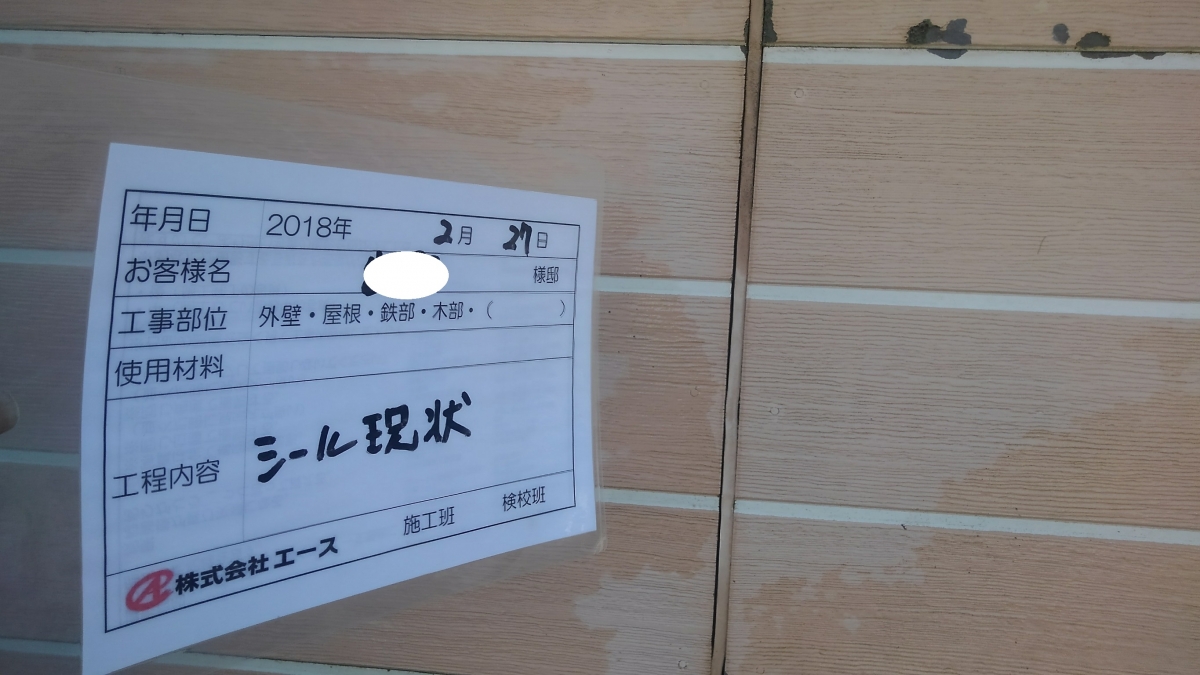 年月日 2018年 2月 27日
お客様名 様邸
工事部位 外壁・屋根・鉄部・木部・( )
使用材料
工程内容 シール現状
施工班 検校班
株式会社エース